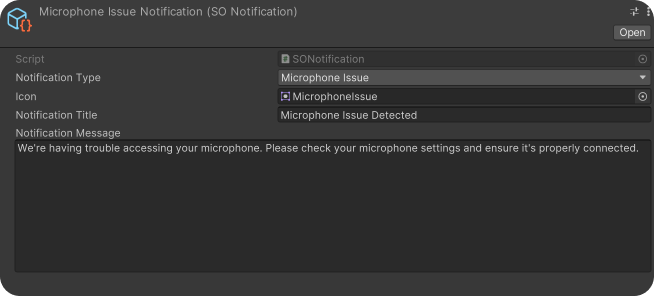 Microphone Issue Notification (SO Notification)
Open
Script SONotification
Notification Type Microphone Issue
Icon MicrophoneIssue
Notification Title Microphone Issue Detected
Notification Message
We're having trouble accessing your microphone. Please check your microphone settings and ensure it's properly connected.